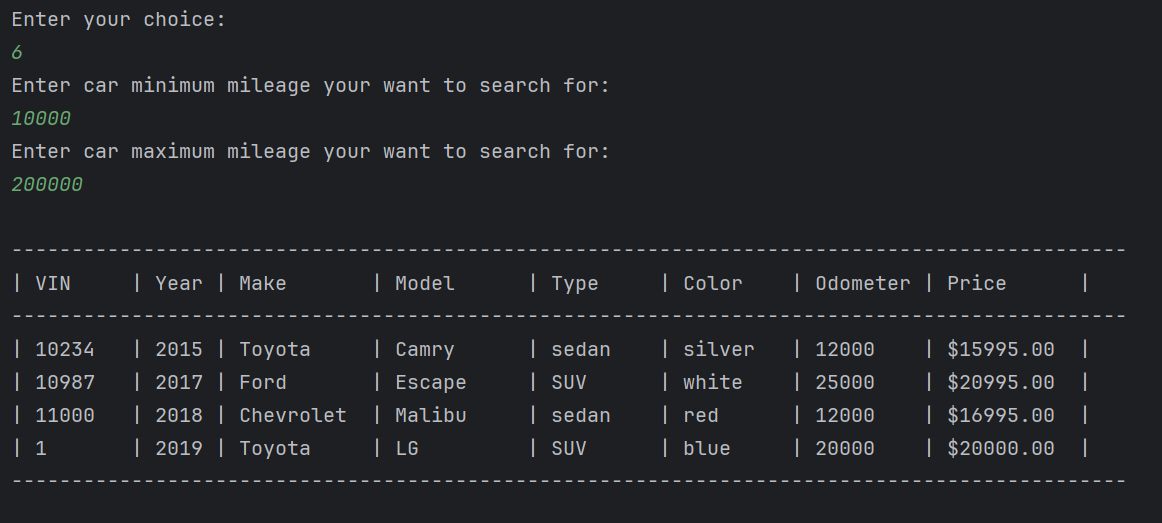 Enter your choice:
6
Enter car minimum mileage your want to search for:
10000
Enter car maximum mileage your want to search for:
200000
---------------------------------------------------------------------------------------------
| VIN     | Year | Make       | Model      | Type     | Color    | Odometer | Price      |
---------------------------------------------------------------------------------------------
| 10234   | 2015 | Toyota     | Camry      | sedan    | silver   | 12000    | $15995.00  |
| 10987   | 2017 | Ford       | Escape     | SUV      | white    | 25000    | $20995.00  |
| 11000   | 2018 | Chevrolet  | Malibu     | sedan    | red      | 12000    | $16995.00  |
| 1       | 2019 | Toyota     | LG         | SUV      | blue     | 20000    | $20000.00  |
---------------------------------------------------------------------------------------------